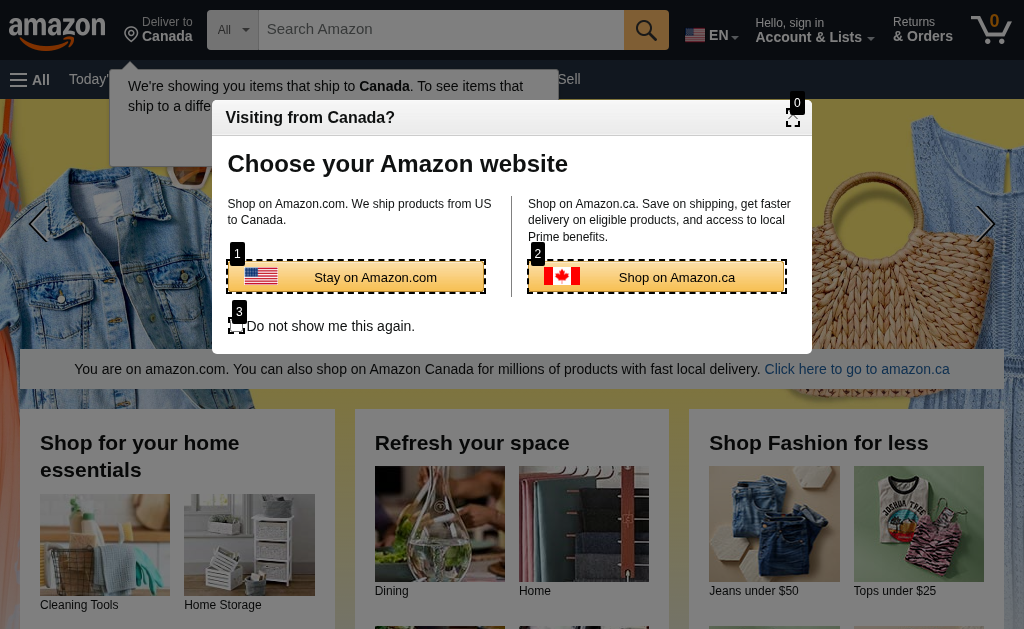 amazon
Deliver to
Canada
All
Search Amazon
EN
Hello, sign in
Account & Lists
Returns
& Orders
0
All
Today'
Sell
We're showing you items that ship to Canada. To see items that
ship to a diffe
0
Visiting from Canada?
Choose your Amazon website
Shop on Amazon.com. We ship products from US
to Canada.
1
Stay on Amazon.com
Shop on Amazon.ca. Save on shipping, get faster
delivery on eligible products, and access to local
Prime benefits.
2
Shop on Amazon.ca
3
Do not show me this again.
You are on amazon.com. You can also shop on Amazon Canada for millions of products with fast local delivery. Click here to go to amazon.ca
Shop for your home
essentials
Cleaning Tools
Home Storage
Refresh your space
Dining
Home
Shop Fashion for less
JOSHUA TREE
Jeans under $50
Tops under $25